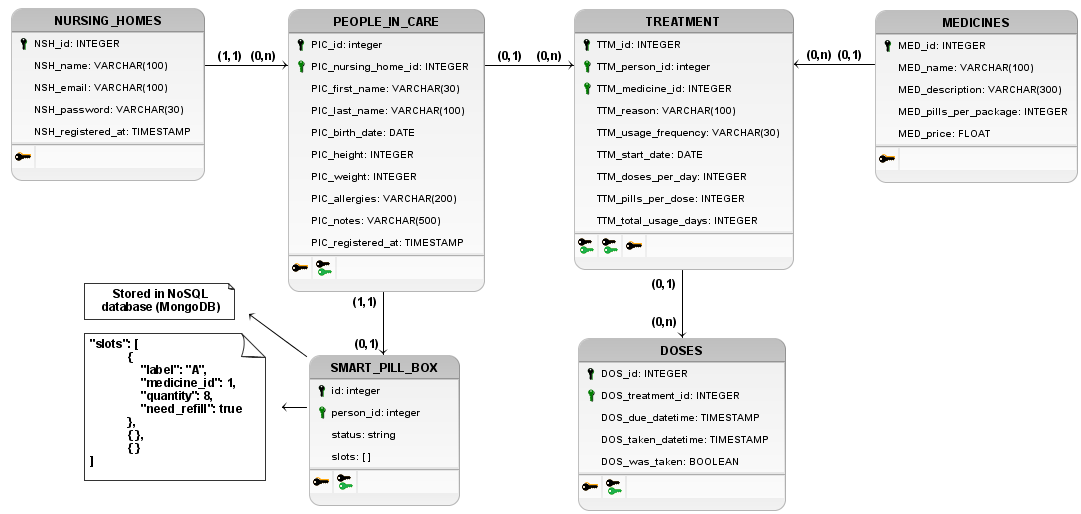 NURSING_HOMES
NSH_id: INTEGER
NSH_name: VARCHAR(100)
NSH_email: VARCHAR(100)
NSH_password: VARCHAR(30)
NSH_registered_at: TIMESTAMP
(1,1) (0,n)
PEOPLE_IN_CARE
PIC_id: integer
PIC_nursing_home_id: INTEGER
PIC_first_name: VARCHAR(30)
PIC_last_name: VARCHAR(100)
PIC_birth_date: DATE
PIC_height: INTEGER
PIC_weight: INTEGER
PIC_allergies: VARCHAR(200)
PIC_notes: VARCHAR(500)
PIC_registered_at: TIMESTAMP
(0,1) (0,n)
TREATMENT
TTM_id: INTEGER
TTM_person_id: integer
TTM_medicine_id: INTEGER
TTM_reason: VARCHAR(100)
TTM_usage_frequency: VARCHAR(30)
TTM_start_date: DATE
TTM_doses_per_day: INTEGER
TTM_pills_per_dose: INTEGER
TTM_total_usage_days: INTEGER
(0,n) (0,1)
MEDICINES
MED_id: INTEGER
MED_name: VARCHAR(100)
MED_description: VARCHAR(300)
MED_pills_per_package: INTEGER
MED_price: FLOAT
(1,1)
(0,1)
Stored in NoSQL
database (MongoDB)
"slots": [
{
"label": "A",
"medicine_id": 1,
"quantity": 8,
"need_refill": true
},
{},
{}
]
SMART_PILL_BOX
id: integer
person_id: integer
status: string
slots: [ ]
(0,1)
(0,n)
DOSES
DOS_id: INTEGER
DOS_treatment_id: INTEGER
DOS_due_datetime: TIMESTAMP
DOS_taken_datetime: TIMESTAMP
DOS_was_taken: BOOLEAN